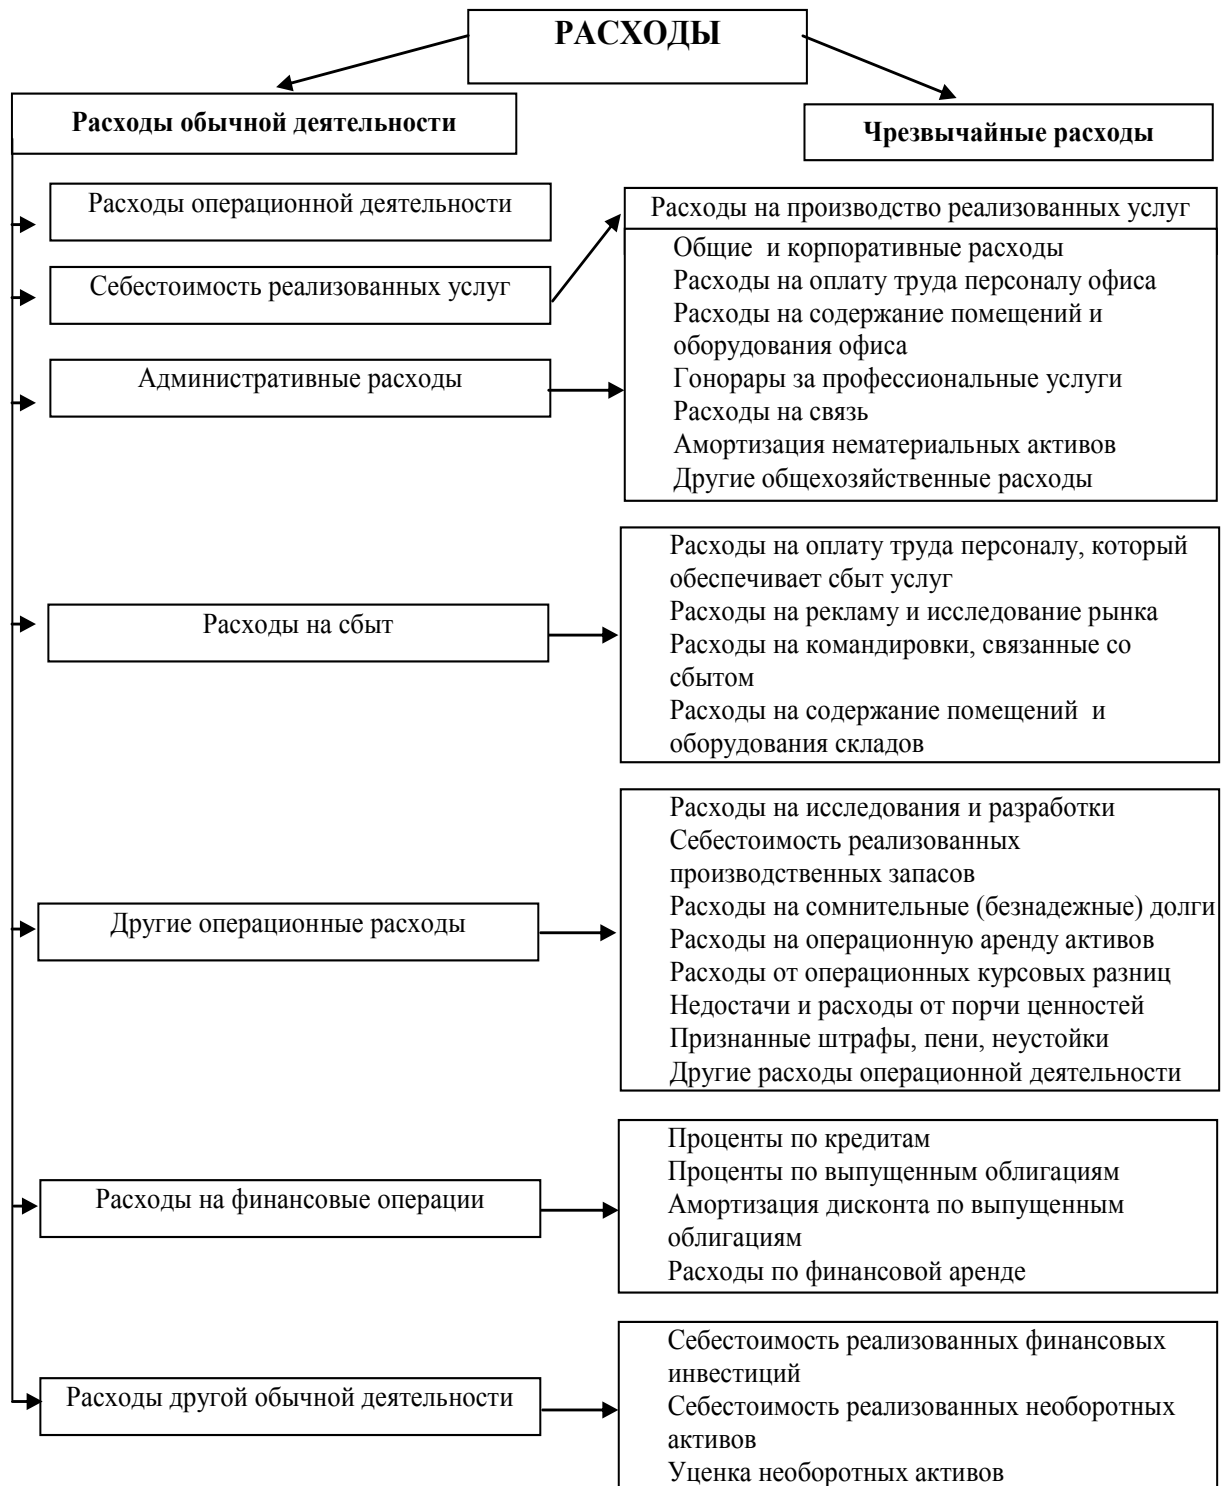 РАСХОДЫ
Расходы обычной деятельности
Чрезвычайные расходы
Расходы операционной деятельности
Расходы на производство реализованных услуг
Себестоимость реализованных услуг
Административные расходы
Общие и корпоративные расходы
Расходы на оплату труда персоналу офиса
Расходы на содержание помещений и
оборудования офиса
Гонорары за профессиональные услуги
Расходы на связь
Амортизация нематериальных активов
Другие общехозяйственные расходы
Расходы на сбыт
Расходы на оплату труда персоналу, который
обеспечивает сбыт услуг
Расходы на рекламу и исследование рынка
Расходы на командировки, связанные со
сбытом
Расходы на содержание помещений и
оборудования складов
Другие операционные расходы
Расходы на исследования и разработки
Себестоимость реализованных
производственных запасов
Расходы на сомнительные (безнадежные) долги
Расходы на операционную аренду активов
Расходы от операционных курсовых разниц
Недостачи и расходы от порчи ценностей
Признанные штрафы, пени, неустойки
Другие расходы операционной деятельности
Расходы на финансовые операции
Проценты по кредитам
Проценты по выпущенным облигациям
Амортизация дисконта по выпущенным
облигациям
Расходы по финансовой аренде
Расходы другой обычной деятельности
Себестоимость реализованных финансовых
инвестиций
Себестоимость реализованных необоротных
активов
Уценка необоротных активов